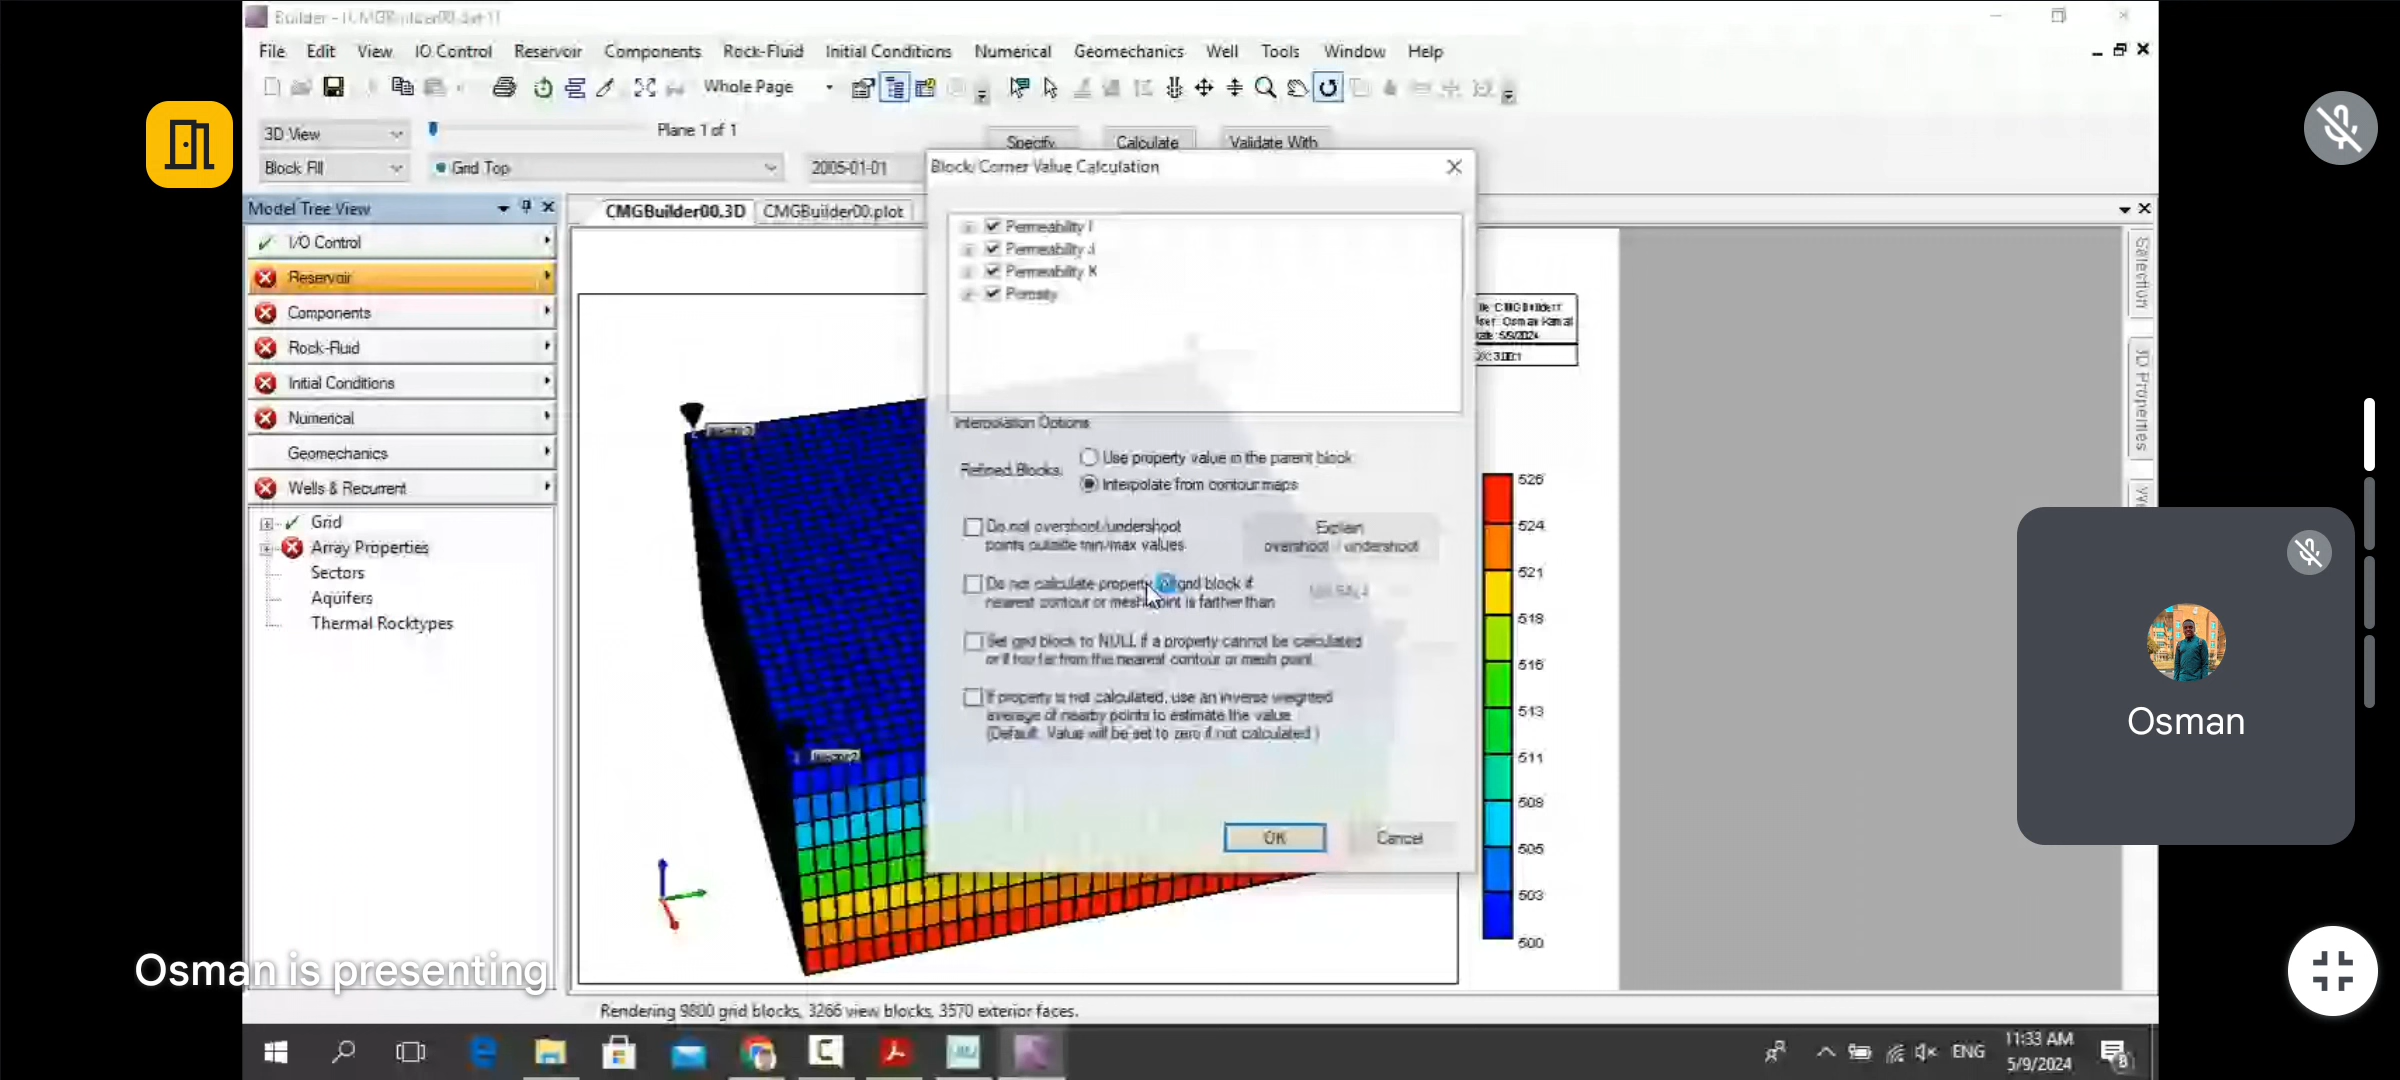 File Edit View IO Control Reservoir Components Rock-Fluid Initial Conditions Numerical Geomechanics Well Tools Window Help
Whole Page
3D View
Plane 1 of 1
Specify
Calculate
Validate With
Block Fill
Grid Top
2005-01-01
Model Tree View
CMGBuilder00.3D
CMGBuilder00.plot
I/O Control
Reservoir
Components
Rock-Fluid
Initial Conditions
Numerical
Geomechanics
Wells & Recurrent
Grid
Array Properties
Sectors
Aquifers
Thermal Rocktypes
Block/Corner Value Calculation
Permeability I
Permeability J
Permeability K
Porosity
Interpolation Options
Refined Blocks:
Use property value in the parent block
Interpolate from contour maps
Do not overshoot/undershoot
points outside min/max values
Explain
overshoot / undershoot
Do not calculate property of grid block if
nearest contour or mesh point is farther than
Set grid block to NULL if a property cannot be calculated
or if too far from the nearest contour or mesh point
If property is not calculated, use an inverse weighted
average of nearby points to estimate the value
(Default: Value will be set to zero if not calculated.)
OK
Cancel
526
524
521
518
516
513
511
508
505
503
500
Selection
3D Properties
Osman
Osman is presenting
Rendering 9800 grid blocks, 3266 view blocks, 3570 exterior faces.
ENG
11:33 AM
5/9/2024
8